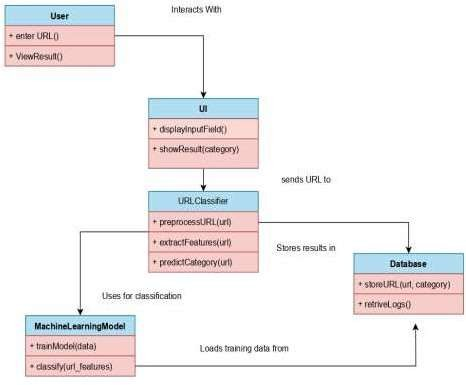 User
+ enter URL()
+ ViewResult()
Interacts With
UI
+ displayInputField()
+ showResult(category)
sends URL to
URLClassifier
+ preprocessURL(url)
+ extractFeatures(url)
+ predictCategory(url)
Stores results in
Database
+ storeURL(url, category)
+ retriveLogs()
Uses for classification
MachineLearningModel
+ trainModel(data)
+ classify(url_features)
Loads training data from